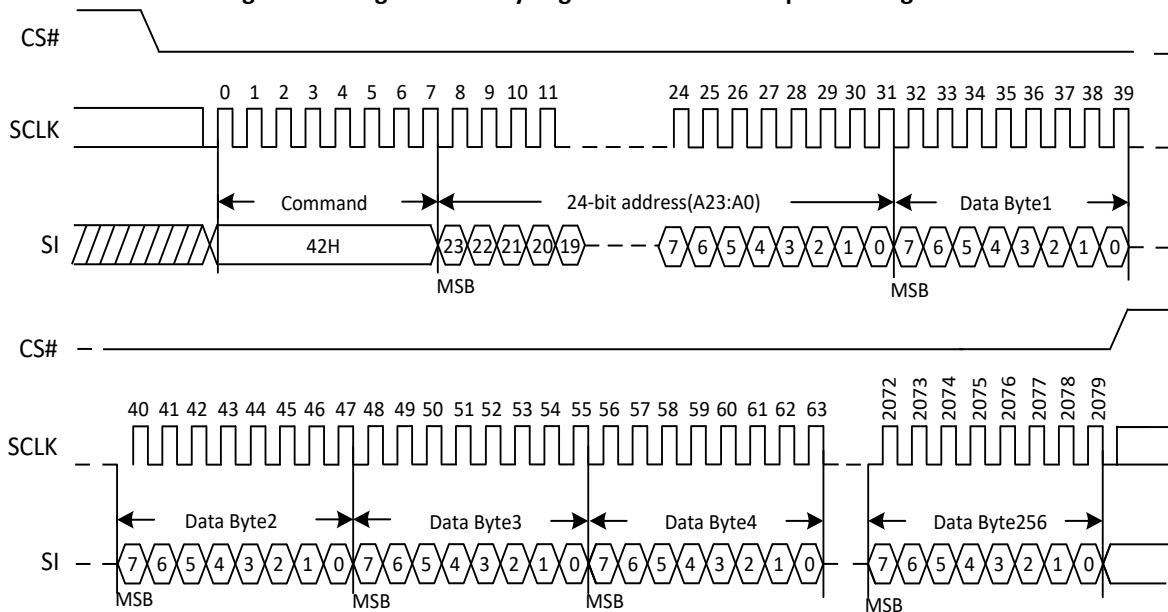 CS#
0 1 2 3 4 5 6 7 8 9 10 11 24 25 26 27 28 29 30 31 32 33 34 35 36 37 38 39
SCLK
Command 24-bit address(A23:A0) Data Byte1
SI 42H 23 22 21 20 19 7 6 5 4 3 2 1 0 7 6 5 4 3 2 1 0
MSB MSB
CS#
40 41 42 43 44 45 46 47 48 49 50 51 52 53 54 55 56 57 58 59 60 61 62 63 2072 2073 2074 2075 2076 2077 2078 2079
SCLK
Data Byte2 Data Byte3 Data Byte4 Data Byte256
SI 7 6 5 4 3 2 1 0 7 6 5 4 3 2 1 0 7 6 5 4 3 2 1 0 7 6 5 4 3 2 1 0
MSB MSB MSB MSB